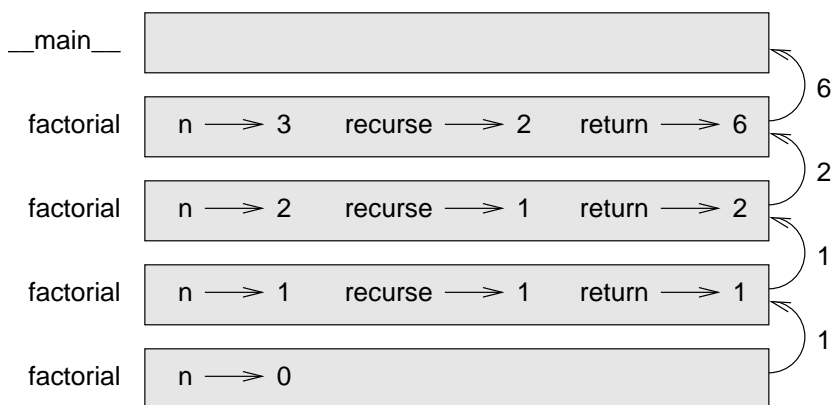 __main__
6
factorial n 3 recurse 2 return 6
2
factorial n 2 recurse 1 return 2
1
factorial n 1 recurse 1 return 1
1
factorial n 0